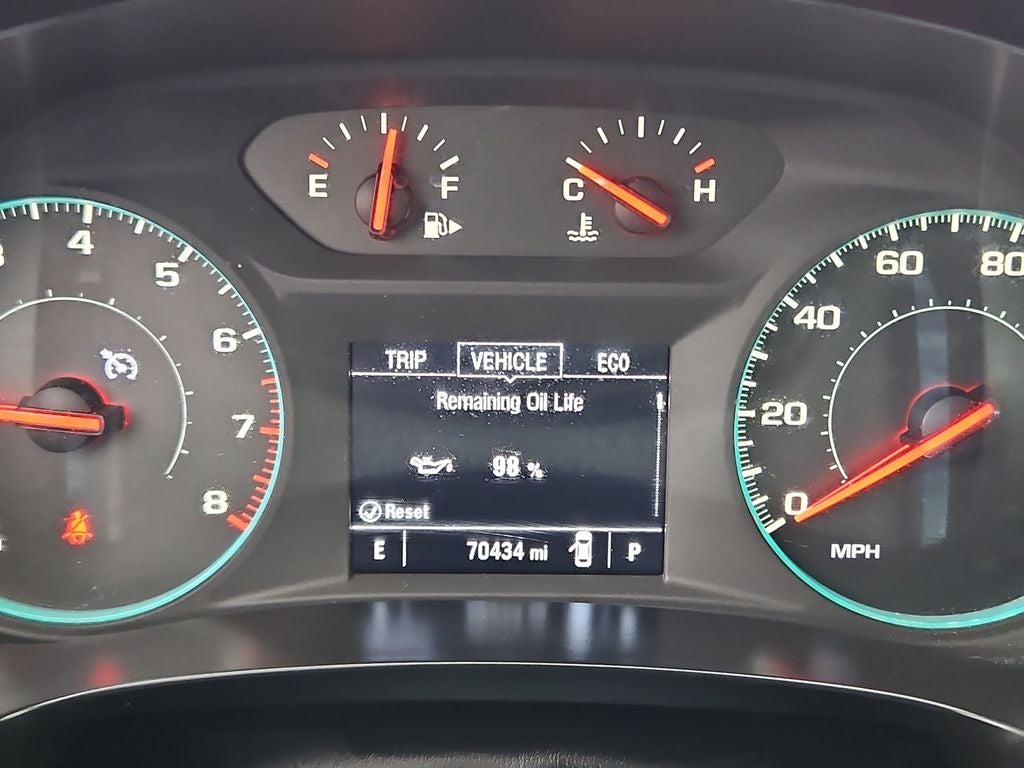 E F
C H
4
5
6
7
8
TRIP VEHICLE ECO
Remaining Oil Life
98 %
Reset
E 70434 mi P
80
60
40
20
0
MPH